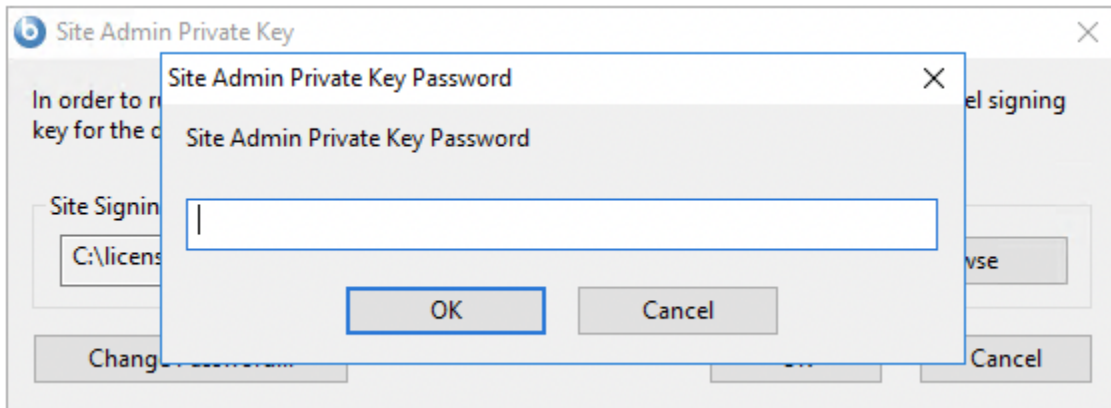 Site Admin Private Key
Site Admin Private Key Password
In order to
el signing
key for the
Site Admin Private Key Password
Site Signin
C:\licens
wse
OK
Cancel
Cancel